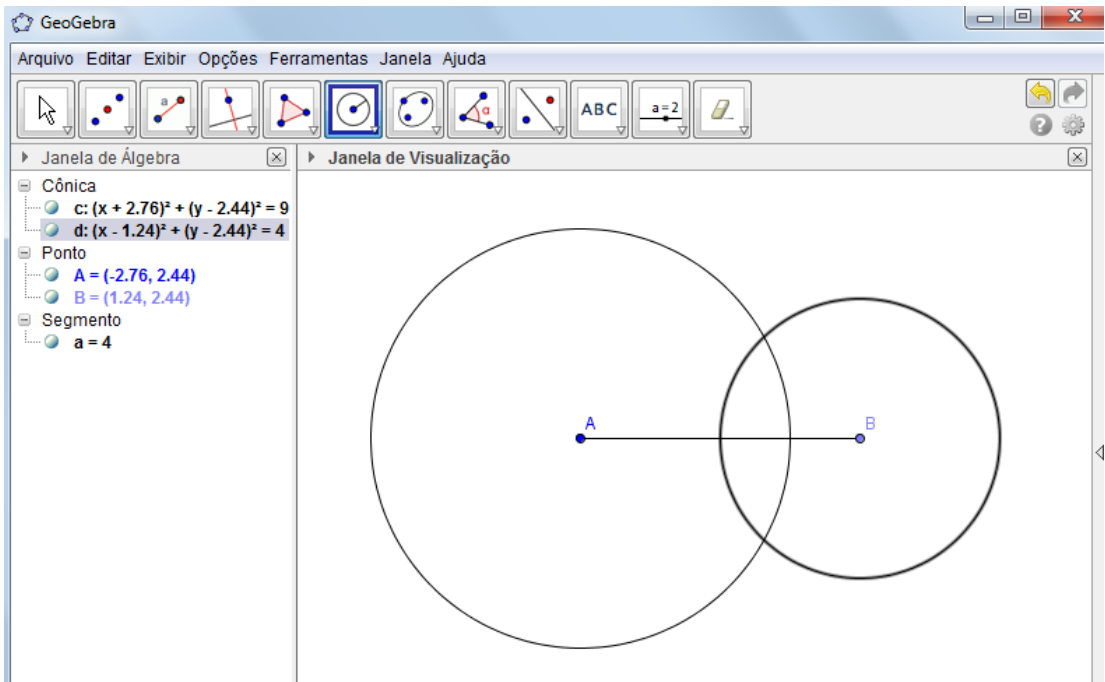 GeoGebra
Arquivo Editar Exibir Opções Ferramentas Janela Ajuda
a
α
ABC
a=2
Janela de Álgebra
Janela de Visualização
Cônica
c: (x + 2.76)² + (y - 2.44)² = 9
d: (x - 1.24)² + (y - 2.44)² = 4
Ponto
A = (-2.76, 2.44)
B = (1.24, 2.44)
Segmento
a = 4
A
B